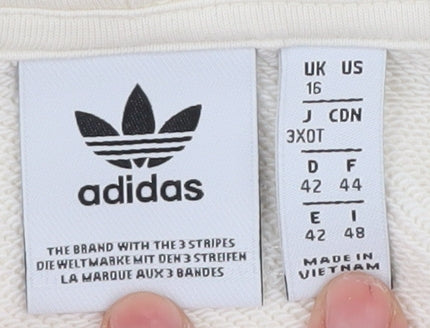 adidas
THE BRAND WITH THE 3 STRIPES
DIE WELTMARKE MIT DEN 3 STREIFEN
LA MARQUE AUX 3 BANDES
UK US
16
J CDN
3XOT
D F
42 44
E I
42 48
MADE IN
VIETNAM